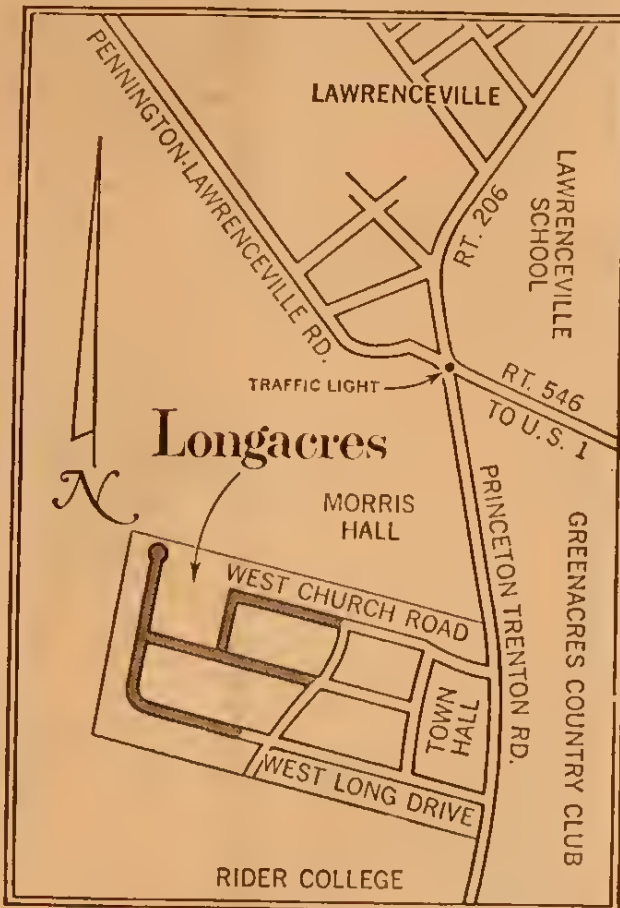 LAWRENCEVILLE
PENNINGTON-LAWRENCEVILLE RD.
RT. 206
LAWRENCEVILLE
SCHOOL
TRAFFIC LIGHT
RT. 546
TO U.S. 1
Longacres
N
MORRIS
HALL
WEST CHURCH ROAD
PRINCETON TRENTON RD.
GREENACRES COUNTRY CLUB
TOWN
HALL
WEST LONG DRIVE
RIDER COLLEGE